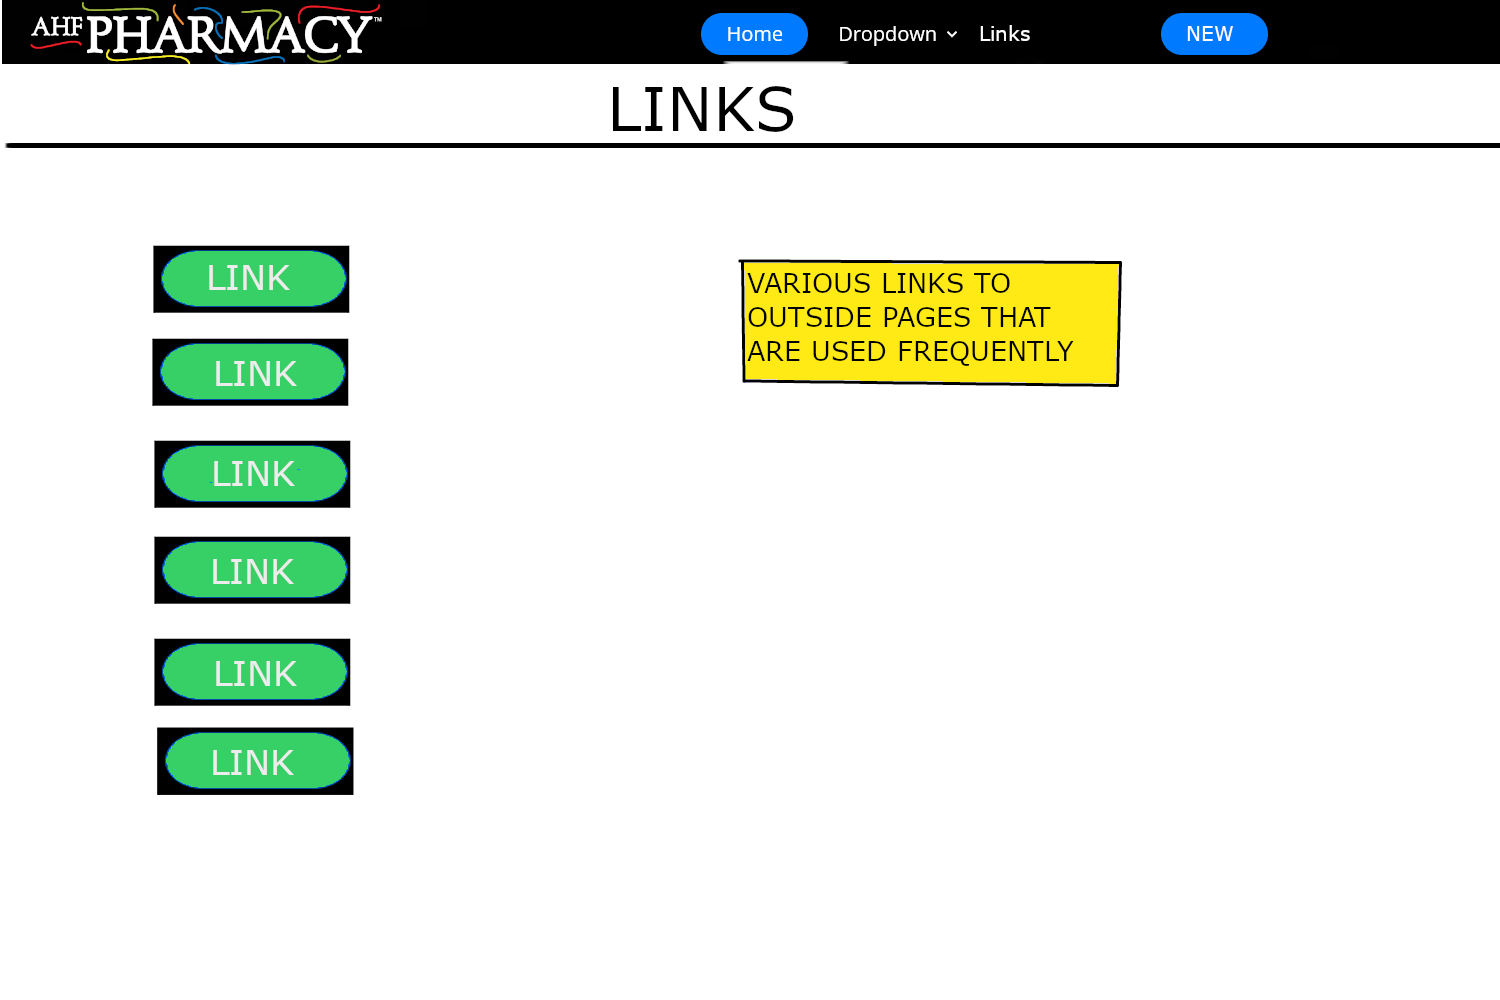 AHF PHARMACY™
Home Dropdown Links NEW
LINKS
LINK
LINK
LINK
LINK
LINK
LINK
VARIOUS LINKS TO
OUTSIDE PAGES THAT
ARE USED FREQUENTLY